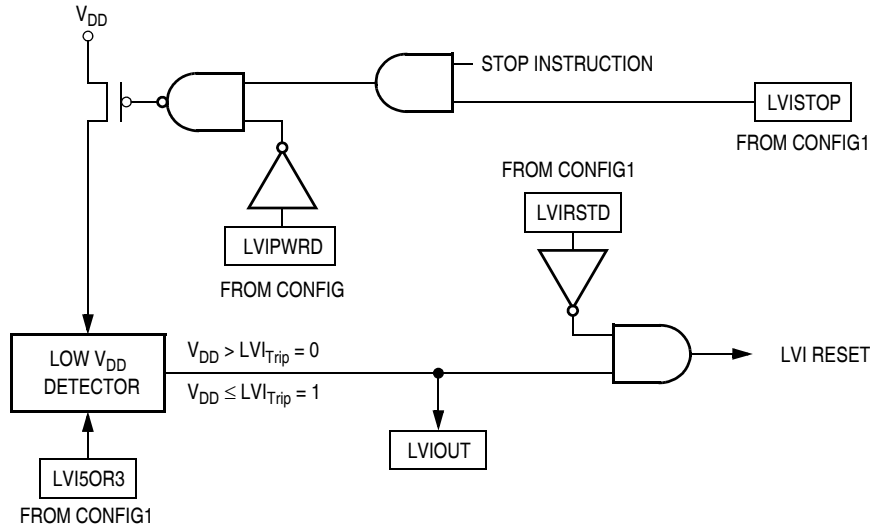 VDD
STOP INSTRUCTION
LVISTOP
FROM CONFIG1
FROM CONFIG1
LVIRSTD
LVIPWRD
FROM CONFIG
LOW VDD
DETECTOR
VDD > LVITrip = 0
VDD ≤ LVITrip = 1
LVI RESET
LVIOUT
LVI5OR3
FROM CONFIG1